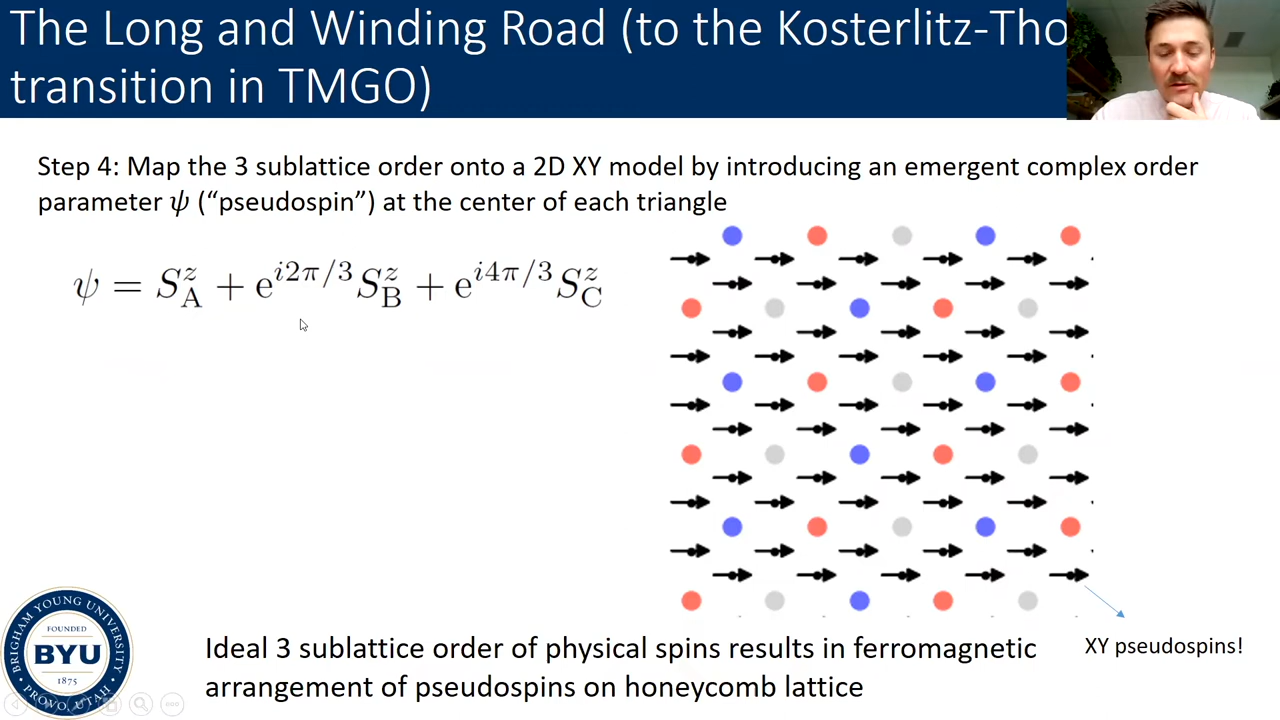 The Long and Winding Road (to the Kosterlitz-Tho
transition in TMGO)
Step 4: Map the 3 sublattice order onto a 2D XY model by introducing an emergent complex order
parameter ψ (“pseudospin”) at the center of each triangle
ψ = S_A^z + e^{i2π/3} S_B^z + e^{i4π/3} S_C^z
XY pseudospins!
Ideal 3 sublattice order of physical spins results in ferromagnetic
arrangement of pseudospins on honeycomb lattice
BRIGHAM YOUNG UNIVERSITY
FOUNDED
BYU
1875
PROVO, UTAH